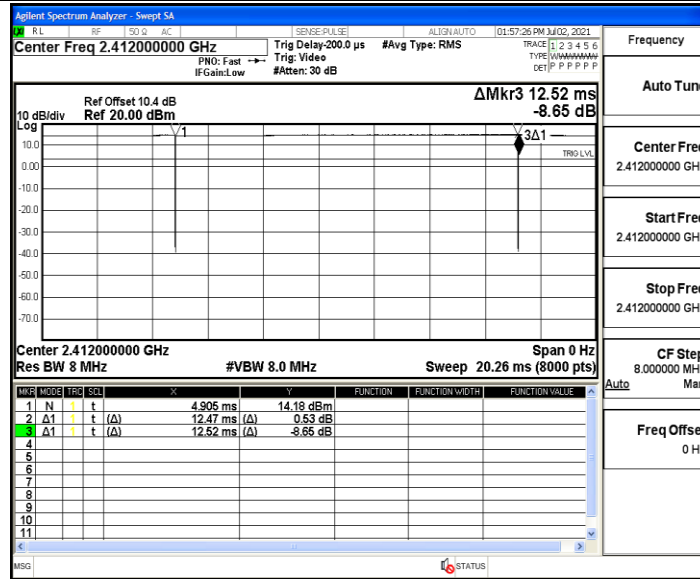 Agilent Spectrum Analyzer - Swept SA
RL RF 50 Ω AC SENSE:PULSE ALIGNAUTO 01:57:26 PM Jul 02, 2021
Center Freq 2.412000000 GHz
PNO: Fast
IFGain:Low
Trig Delay-200.0 µs
Trig: Video
#Atten: 30 dB
#Avg Type: RMS
TRACE 1 2 3 4 5 6
TYPE WWWWWW
DET P P P P P P
ΔMkr3 12.52 ms
-8.65 dB
Ref Offset 10.4 dB
10 dB/div Ref 20.00 dBm
Log
1
3Δ1
TRIG LVL
10.0
0.00
-10.0
-20.0
-30.0
-40.0
-50.0
-60.0
-70.0
Center 2.412000000 GHz Span 0 Hz
Res BW 8 MHz #VBW 8.0 MHz Sweep 20.26 ms (8000 pts)
MKR MODE TRC SCL X Y FUNCTION FUNCTION WIDTH FUNCTION VALUE
1 N 1 t 4.905 ms 14.18 dBm
2 Δ1 1 t (Δ) 12.47 ms (Δ) 0.53 dB
3 Δ1 1 t (Δ) 12.52 ms (Δ) -8.65 dB
4
5
6
7
8
9
10
11
MSG STATUS
Frequency
Auto Tun
Center Fre
2.412000000 GH
Start Fre
2.412000000 GH
Stop Fre
2.412000000 GH
CF Step
8.000000 MH
Auto Ma
Freq Offse
0 H